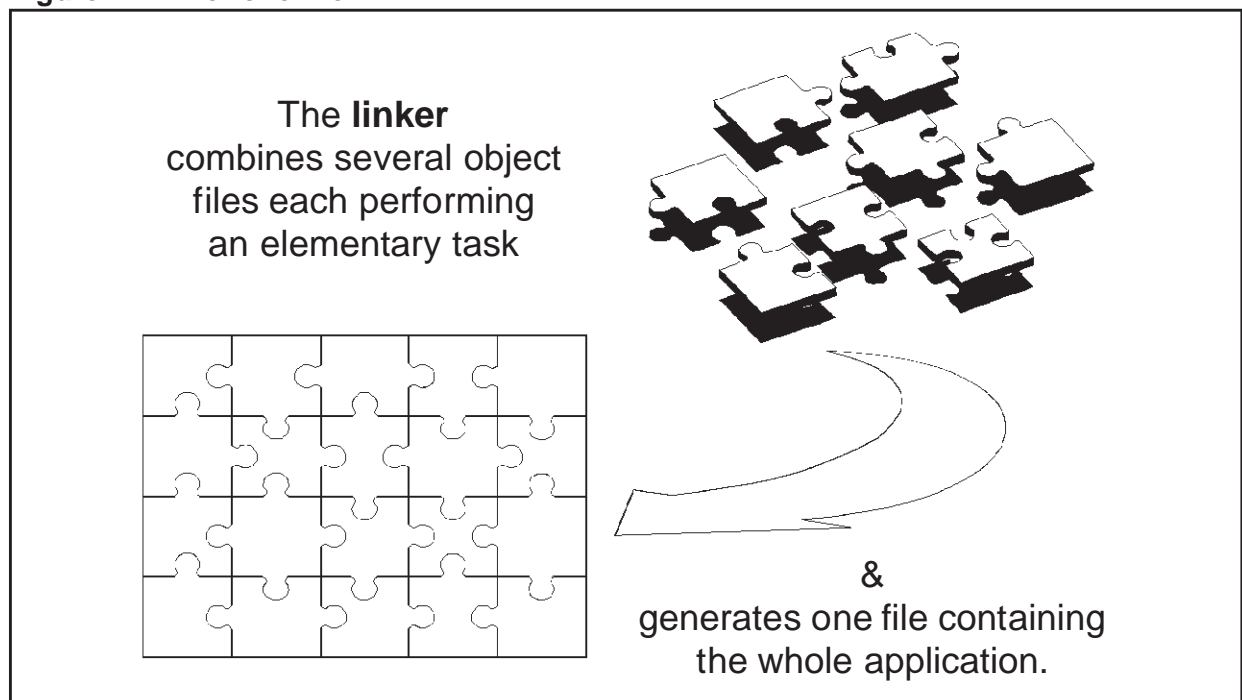 The linker
combines several object
files each performing
an elementary task
&
generates one file containing
the whole application.